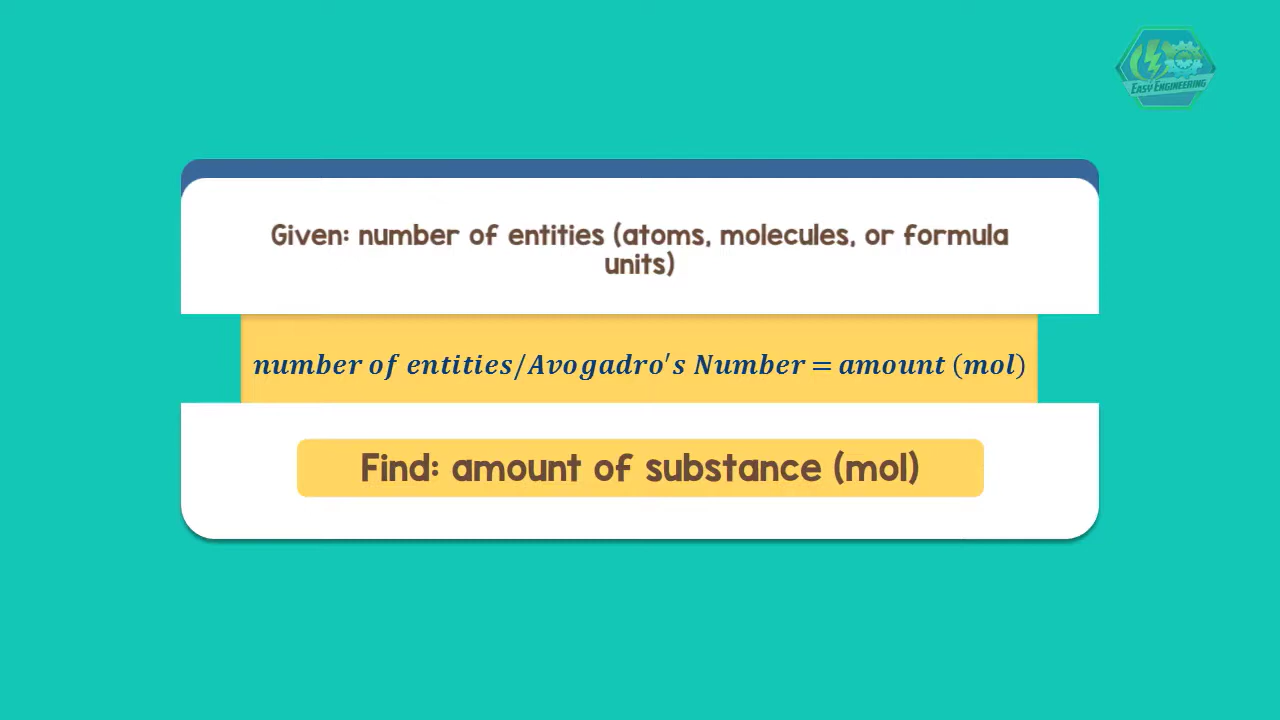 EASY ENGINEERING
Given: number of entities (atoms, molecules, or formula
units)
number of entities/Avogadro's Number = amount (mol)
Find: amount of substance (mol)